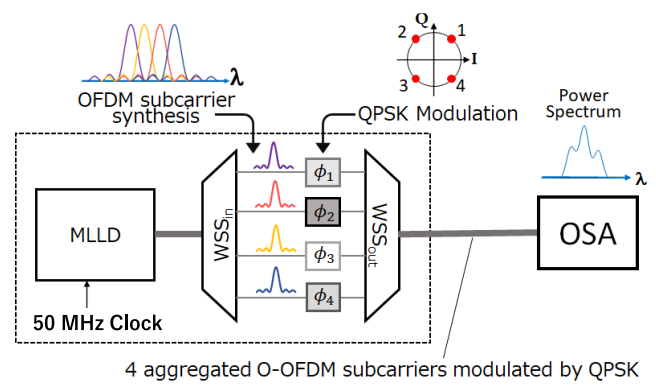 Q
2 1
I
3 4
λ
OFDM subcarrier
synthesis
QPSK Modulation
Power
Spectrum
λ
MLLD
WSSin
ϕ1
ϕ2
ϕ3
ϕ4
WSSout
OSA
50 MHz Clock
4 aggregated O-OFDM subcarriers modulated by QPSK